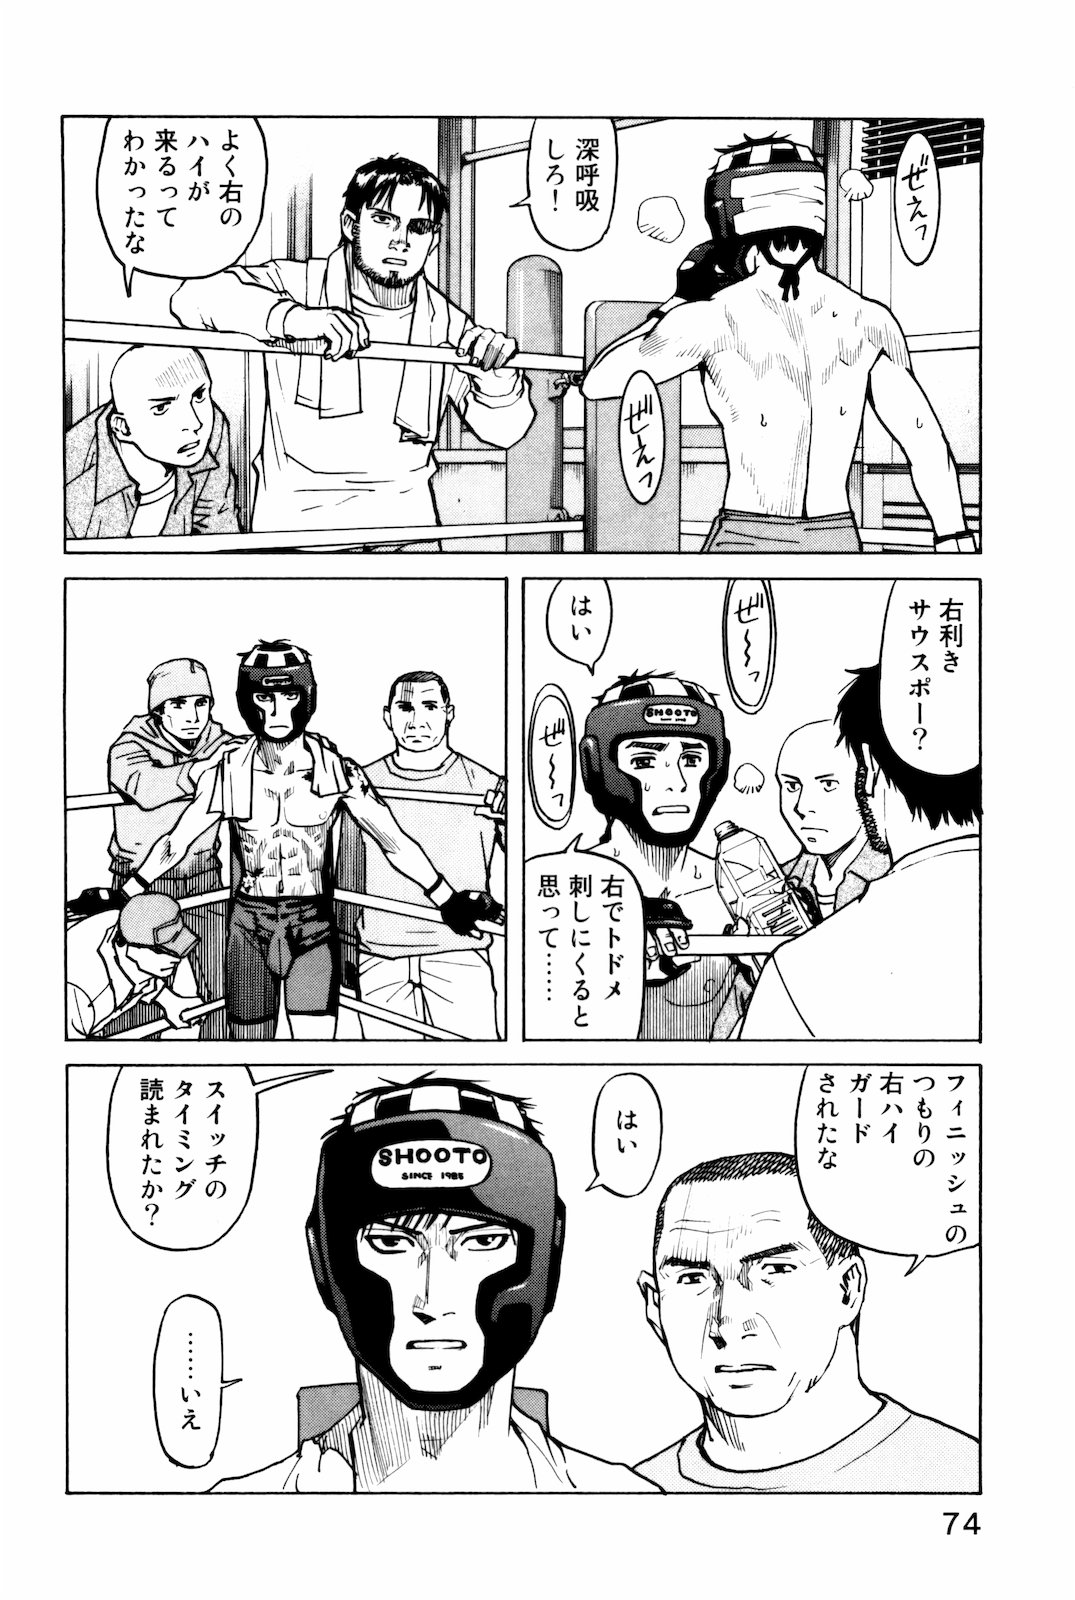 ぜえっ
深呼吸
しろ！
ぜえっ
よく右の
ハイが
来るって
わかったな
右利き
サウスポー？
ぜ〜っ
はい
ぜ〜っ
SHOOTO
右でトドメ
刺しにくると
思って………
フィニッシュの
つもりの
右ハイ
ガード
されたな
はい
SHOOTO
SINCE 1985
スイッチの
タイミング
読まれたか？
……いえ
74